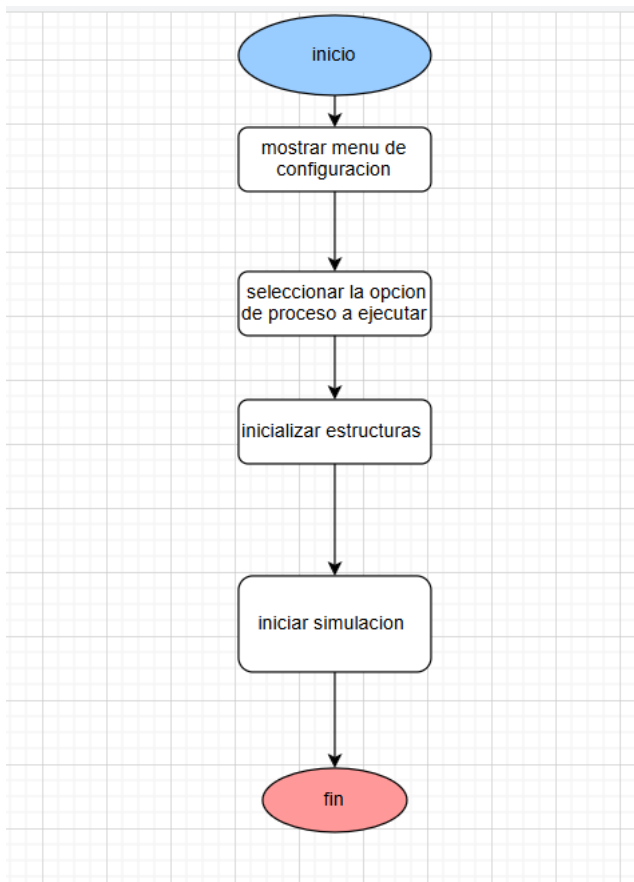 inicio
mostrar menu de
configuracion
seleccionar la opcion
de proceso a ejecutar
inicializar estructuras
iniciar simulacion
fin